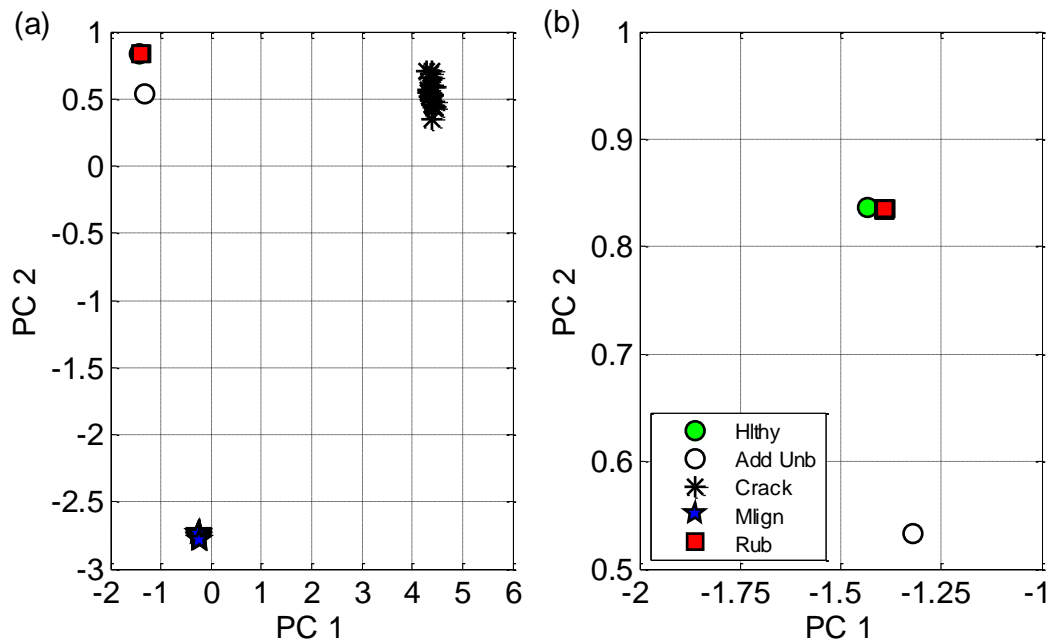 (a)
1
0.5
0
-0.5
-1
-1.5
-2
-2.5
-3
PC 2
-2 -1 0 1 2 3 4 5 6
PC 1
(b)
1
0.9
0.8
0.7
0.6
0.5
PC 2
Hlthy
Add Unb
Crack
Mlign
Rub
-2 -1.75 -1.5 -1.25 -1
PC 1